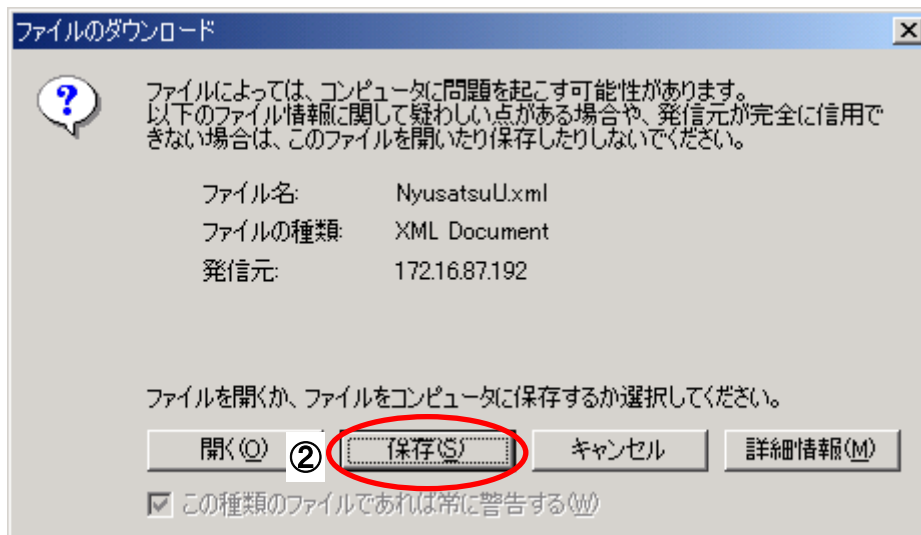 ファイルのダウンロード
ファイルによっては、コンピュータに問題を起こす可能性があります。
以下のファイル情報に関して疑わしい点がある場合や、発信元が完全に信用で
きない場合は、このファイルを開いたり保存したりしないでください。
ファイル名: NyusatsuU.xml
ファイルの種類: XML Document
発信元: 172.16.87.192
ファイルを開くか、ファイルをコンピュータに保存するか選択してください。
開く(O) ② 保存(S) キャンセル 詳細情報(M)
この種類のファイルであれば常に警告する(W)